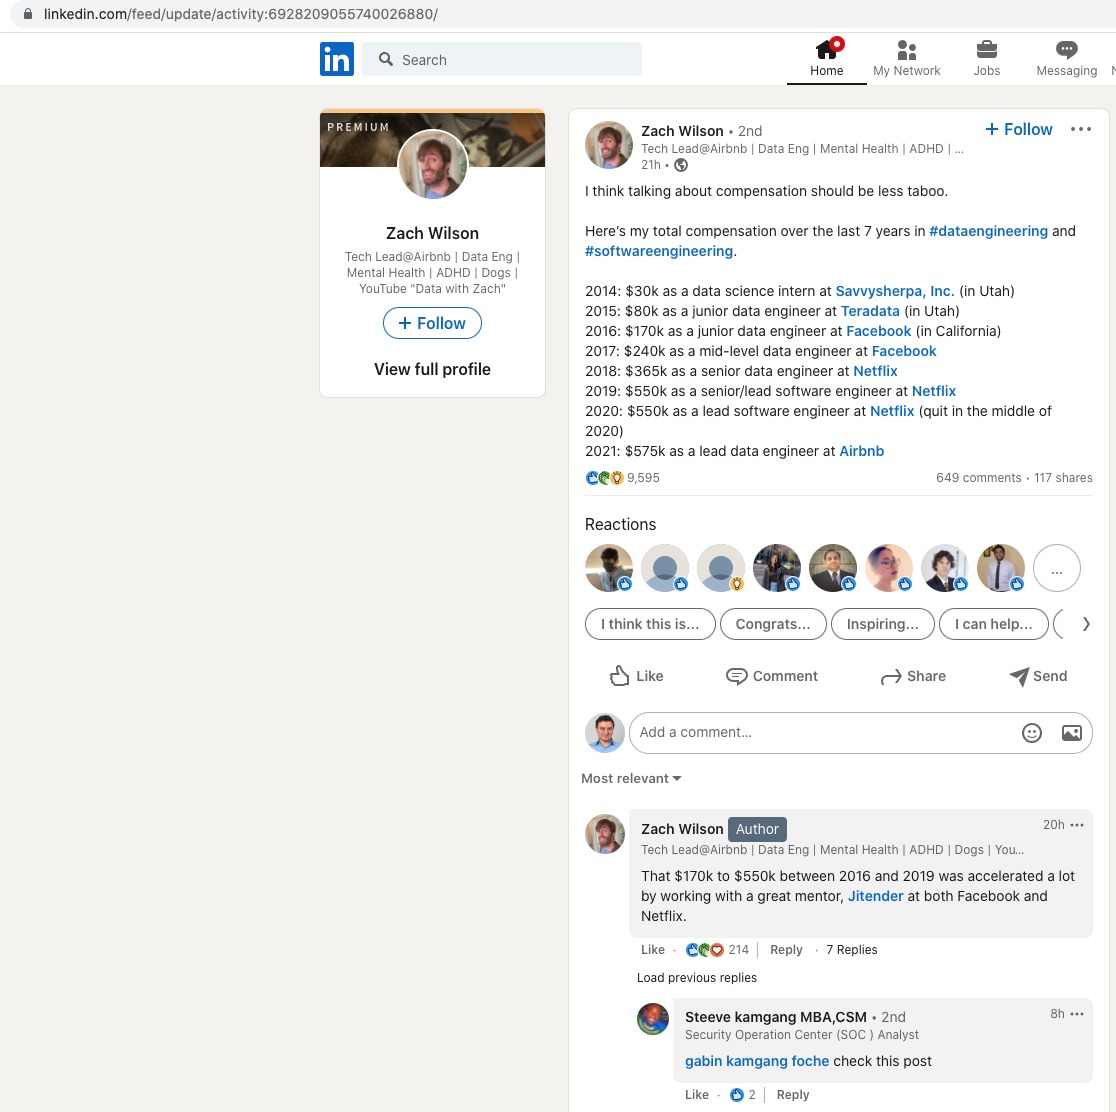 linkedin.com/feed/update/activity:6928209055740026880/
in
Search
Home
My Network
Jobs
Messaging
PREMIUM
Zach Wilson
Tech Lead@Airbnb | Data Eng |
Mental Health | ADHD | Dogs |
YouTube "Data with Zach"
+ Follow
View full profile
Zach Wilson • 2nd
+ Follow
Tech Lead@Airbnb | Data Eng | Mental Health | ADHD | ...
21h •
I think talking about compensation should be less taboo.
Here's my total compensation over the last 7 years in #dataengineering and
#softwareengineering.
2014: $30k as a data science intern at Savvysherpa, Inc. (in Utah)
2015: $80k as a junior data engineer at Teradata (in Utah)
2016: $170k as a junior data engineer at Facebook (in California)
2017: $240k as a mid-level data engineer at Facebook
2018: $365k as a senior data engineer at Netflix
2019: $550k as a senior/lead software engineer at Netflix
2020: $550k as a lead software engineer at Netflix (quit in the middle of
2020)
2021: $575k as a lead data engineer at Airbnb
9,595
649 comments • 117 shares
Reactions
...
I think this is...
Congrats...
Inspiring...
I can help...
Like
Comment
Share
Send
Add a comment...
Most relevant
Zach Wilson Author
20h
Tech Lead@Airbnb | Data Eng | Mental Health | ADHD | Dogs | You...
That $170k to $550k between 2016 and 2019 was accelerated a lot
by working with a great mentor, Jitender at both Facebook and
Netflix.
Like · 214 | Reply · 7 Replies
Load previous replies
Steeve kamgang MBA,CSM • 2nd
8h
Security Operation Center (SOC ) Analyst
gabin kamgang foche check this post
Like · 2 | Reply